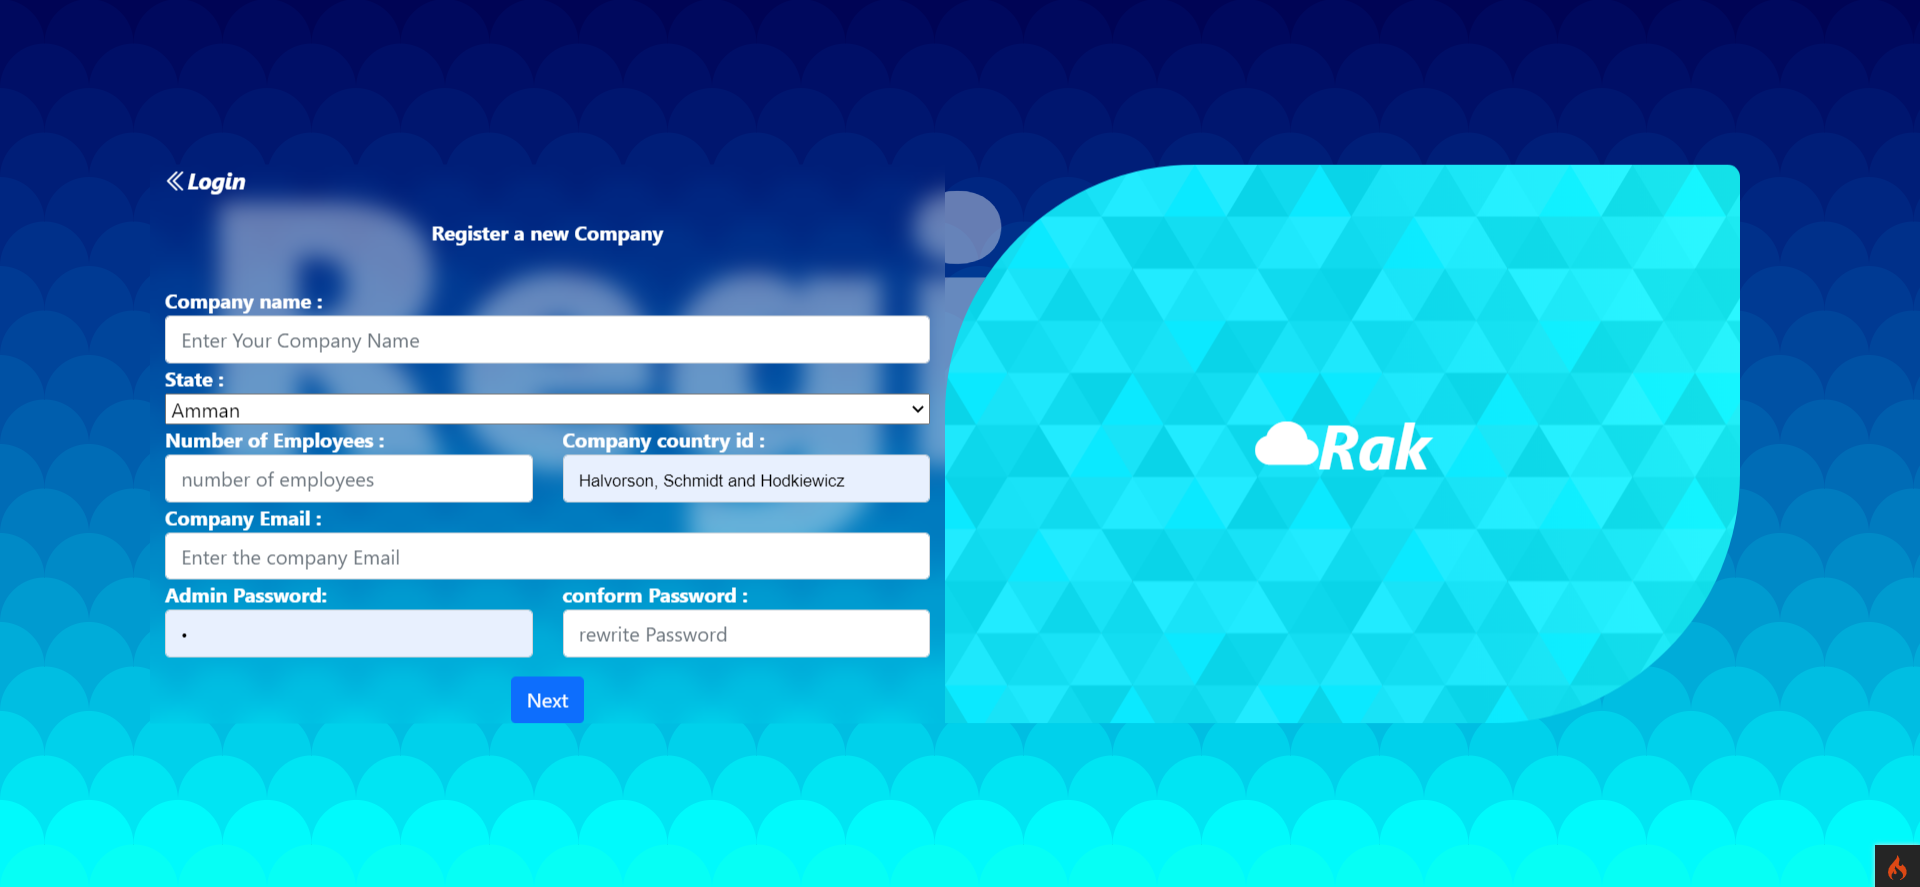 Login
Regi
Register a new Company
Company name :
Enter Your Company Name
State :
Amman
Number of Employees :
Company country id :
number of employees
Halvorson, Schmidt and Hodkiewicz
Company Email :
Enter the company Email
Admin Password:
conform Password :
•
rewrite Password
Next
Rak